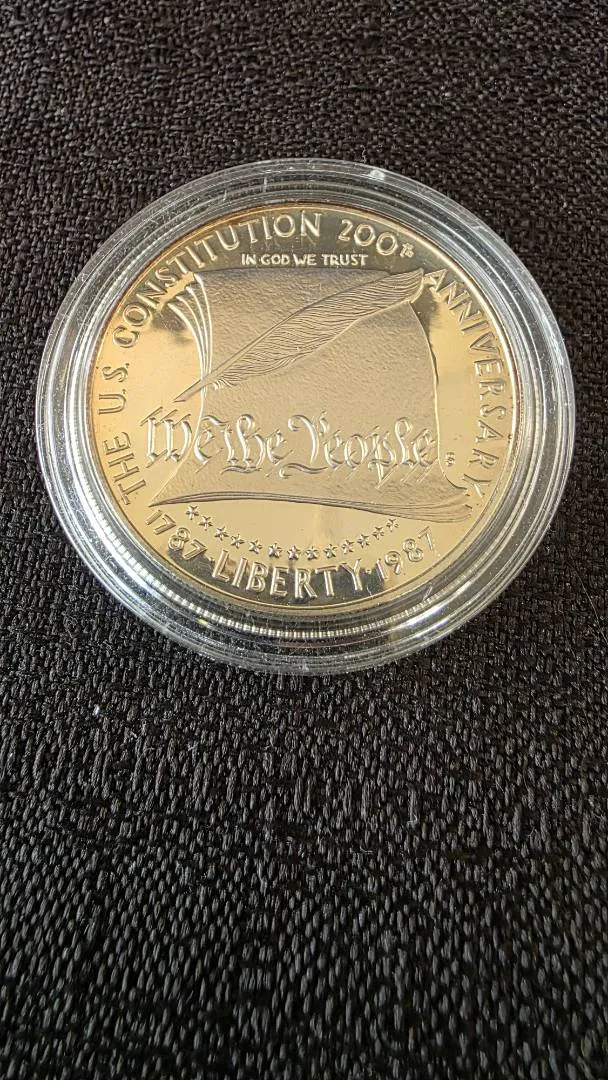 THE U.S. CONSTITUTION 200TH ANNIVERSARY
IN GOD WE TRUST
We the People
S
1787·LIBERTY·1987